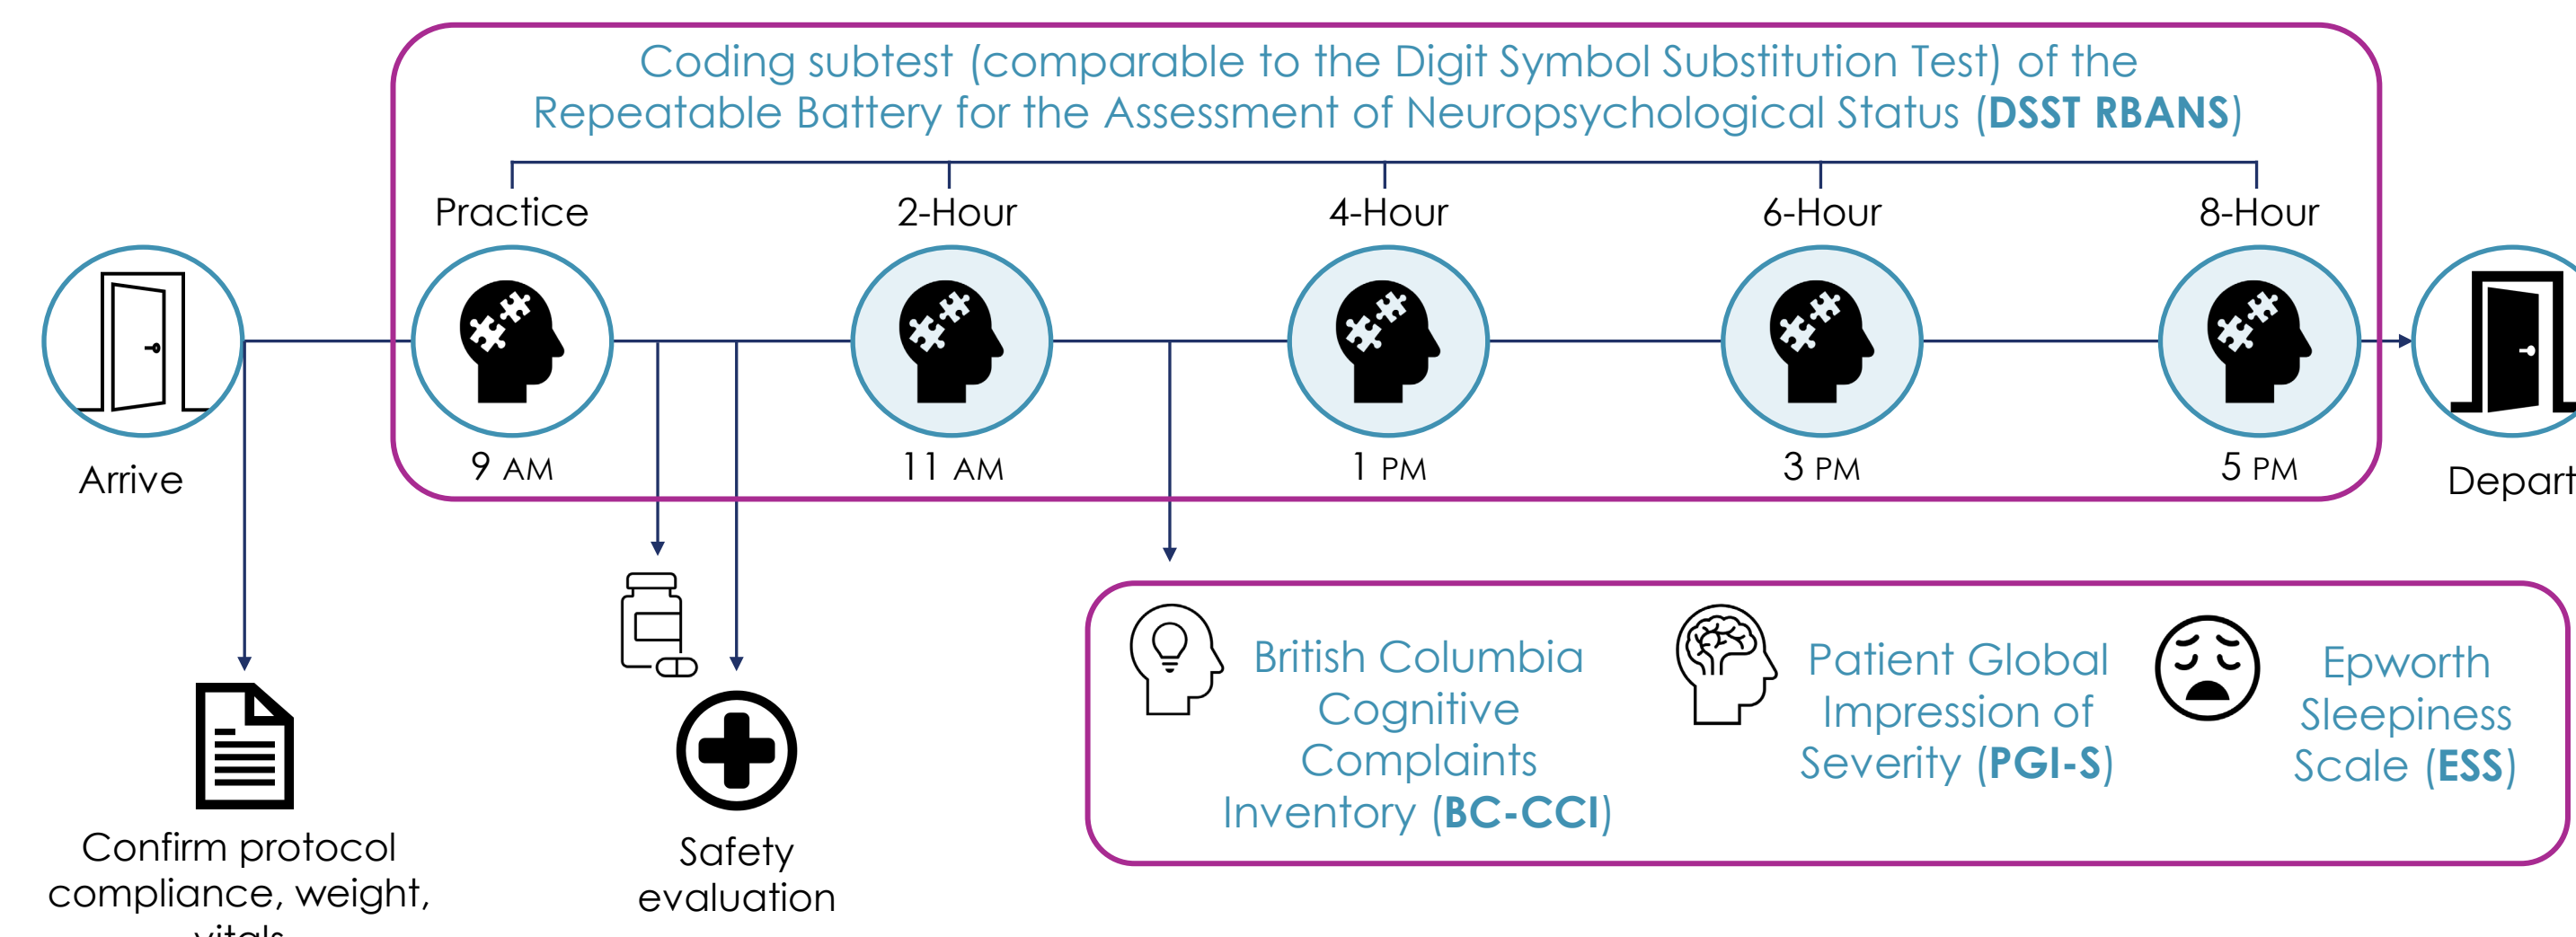 Coding subtest (comparable to the Digit Symbol Substitution Test) of the
Repeatable Battery for the Assessment of Neuropsychological Status (DSST RBANS)
Practice
2-Hour
4-Hour
6-Hour
8-Hour
Arrive
9 AM
11 AM
1 PM
3 PM
5 PM
Depart
Confirm protocol
compliance, weight,
vitals
Safety
evaluation
British Columbia
Cognitive
Complaints
Inventory (BC-CCI)
Patient Global
Impression of
Severity (PGI-S)
Epworth
Sleepiness
Scale (ESS)